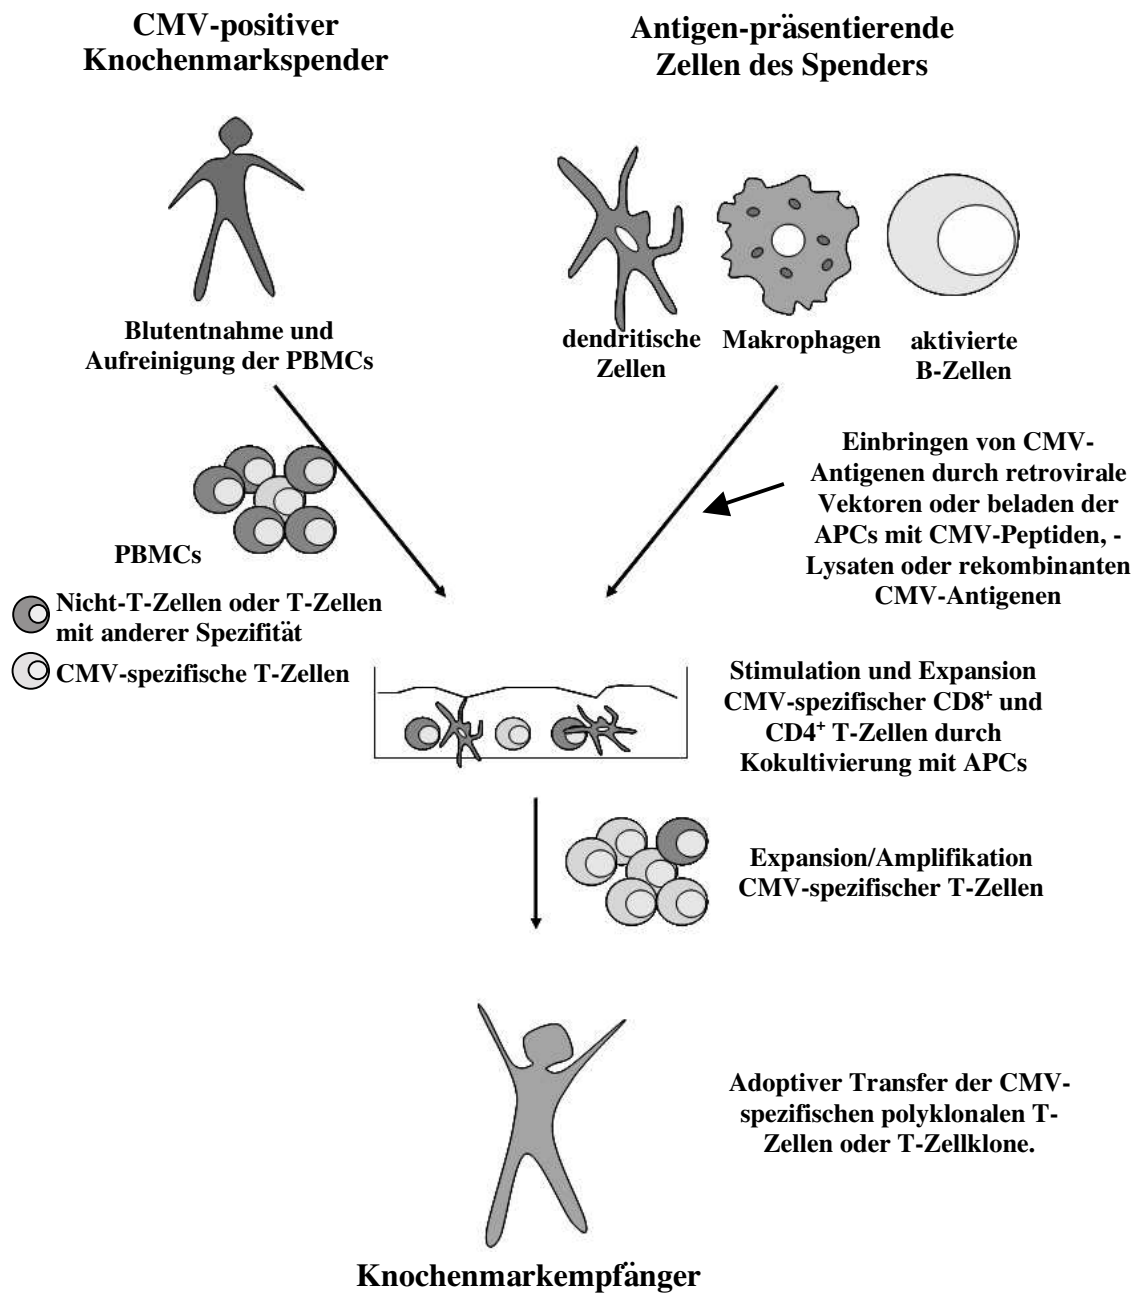 CMV-positiver
Knochenmarkspender
Antigen-präsentierende
Zellen des Spenders
Blutentnahme und
Aufreinigung der PBMCs
dendritische
Zellen
Makrophagen
aktivierte
B-Zellen
Einbringen von CMV-
Antigenen durch retrovirale
Vektoren oder beladen der
APCs mit CMV-Peptiden, -
Lysaten oder rekombinanten
CMV-Antigenen
PBMCs
Nicht-T-Zellen oder T-Zellen
mit anderer Spezifität
CMV-spezifische T-Zellen
Stimulation und Expansion
CMV-spezifischer CD8⁺ und
CD4⁺ T-Zellen durch
Kokultivierung mit APCs
Expansion/Amplifikation
CMV-spezifischer T-Zellen
Adoptiver Transfer der CMV-
spezifischen polyklonalen T-
Zellen oder T-Zellklone.
Knochenmarkempfänger